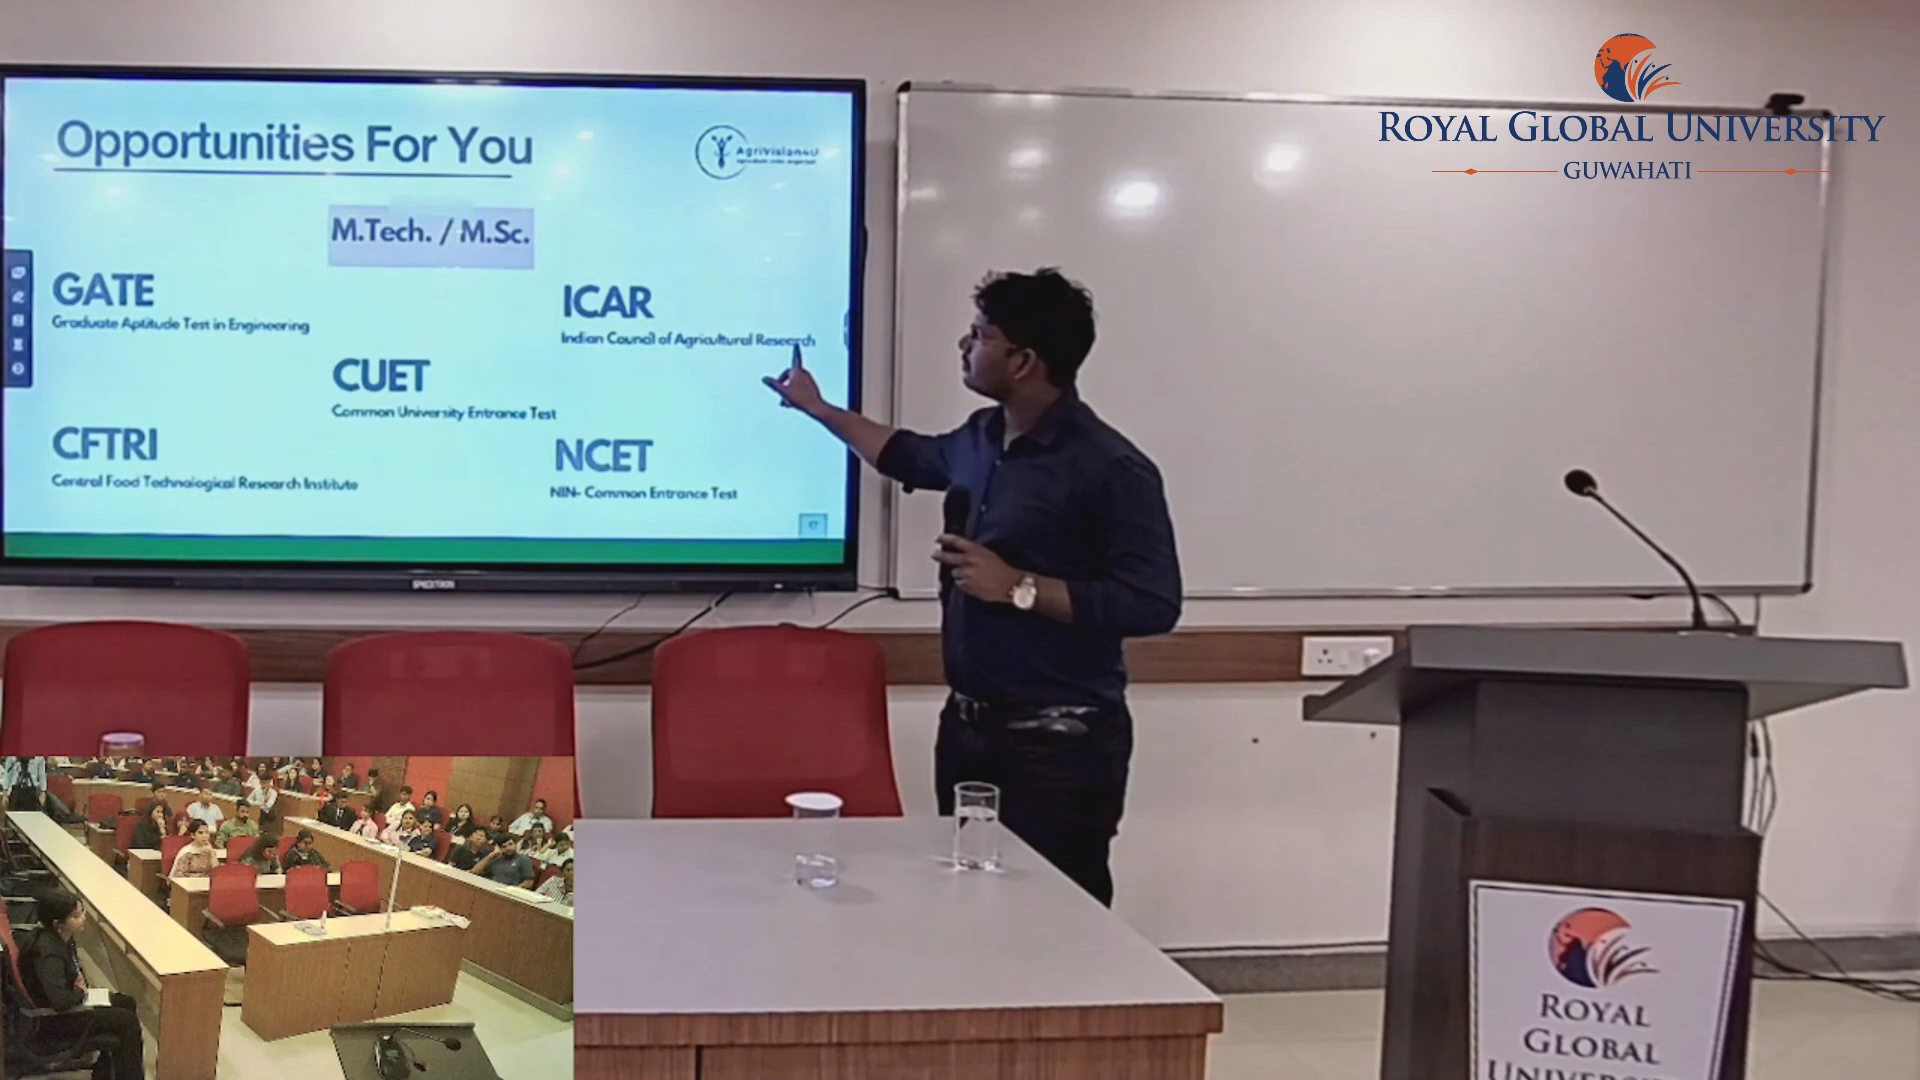 Opportunities For You
AgriVision4U
M.Tech. / M.Sc.
GATE
Graduate Aptitude Test in Engineering
ICAR
Indian Council of Agricultural Research
CUET
Common University Entrance Test
CFTRI
Central Food Technological Research Institute
NCET
NIN- Common Entrance Test
ROYAL GLOBAL UNIVERSITY
GUWAHATI
ROYAL
GLOBAL